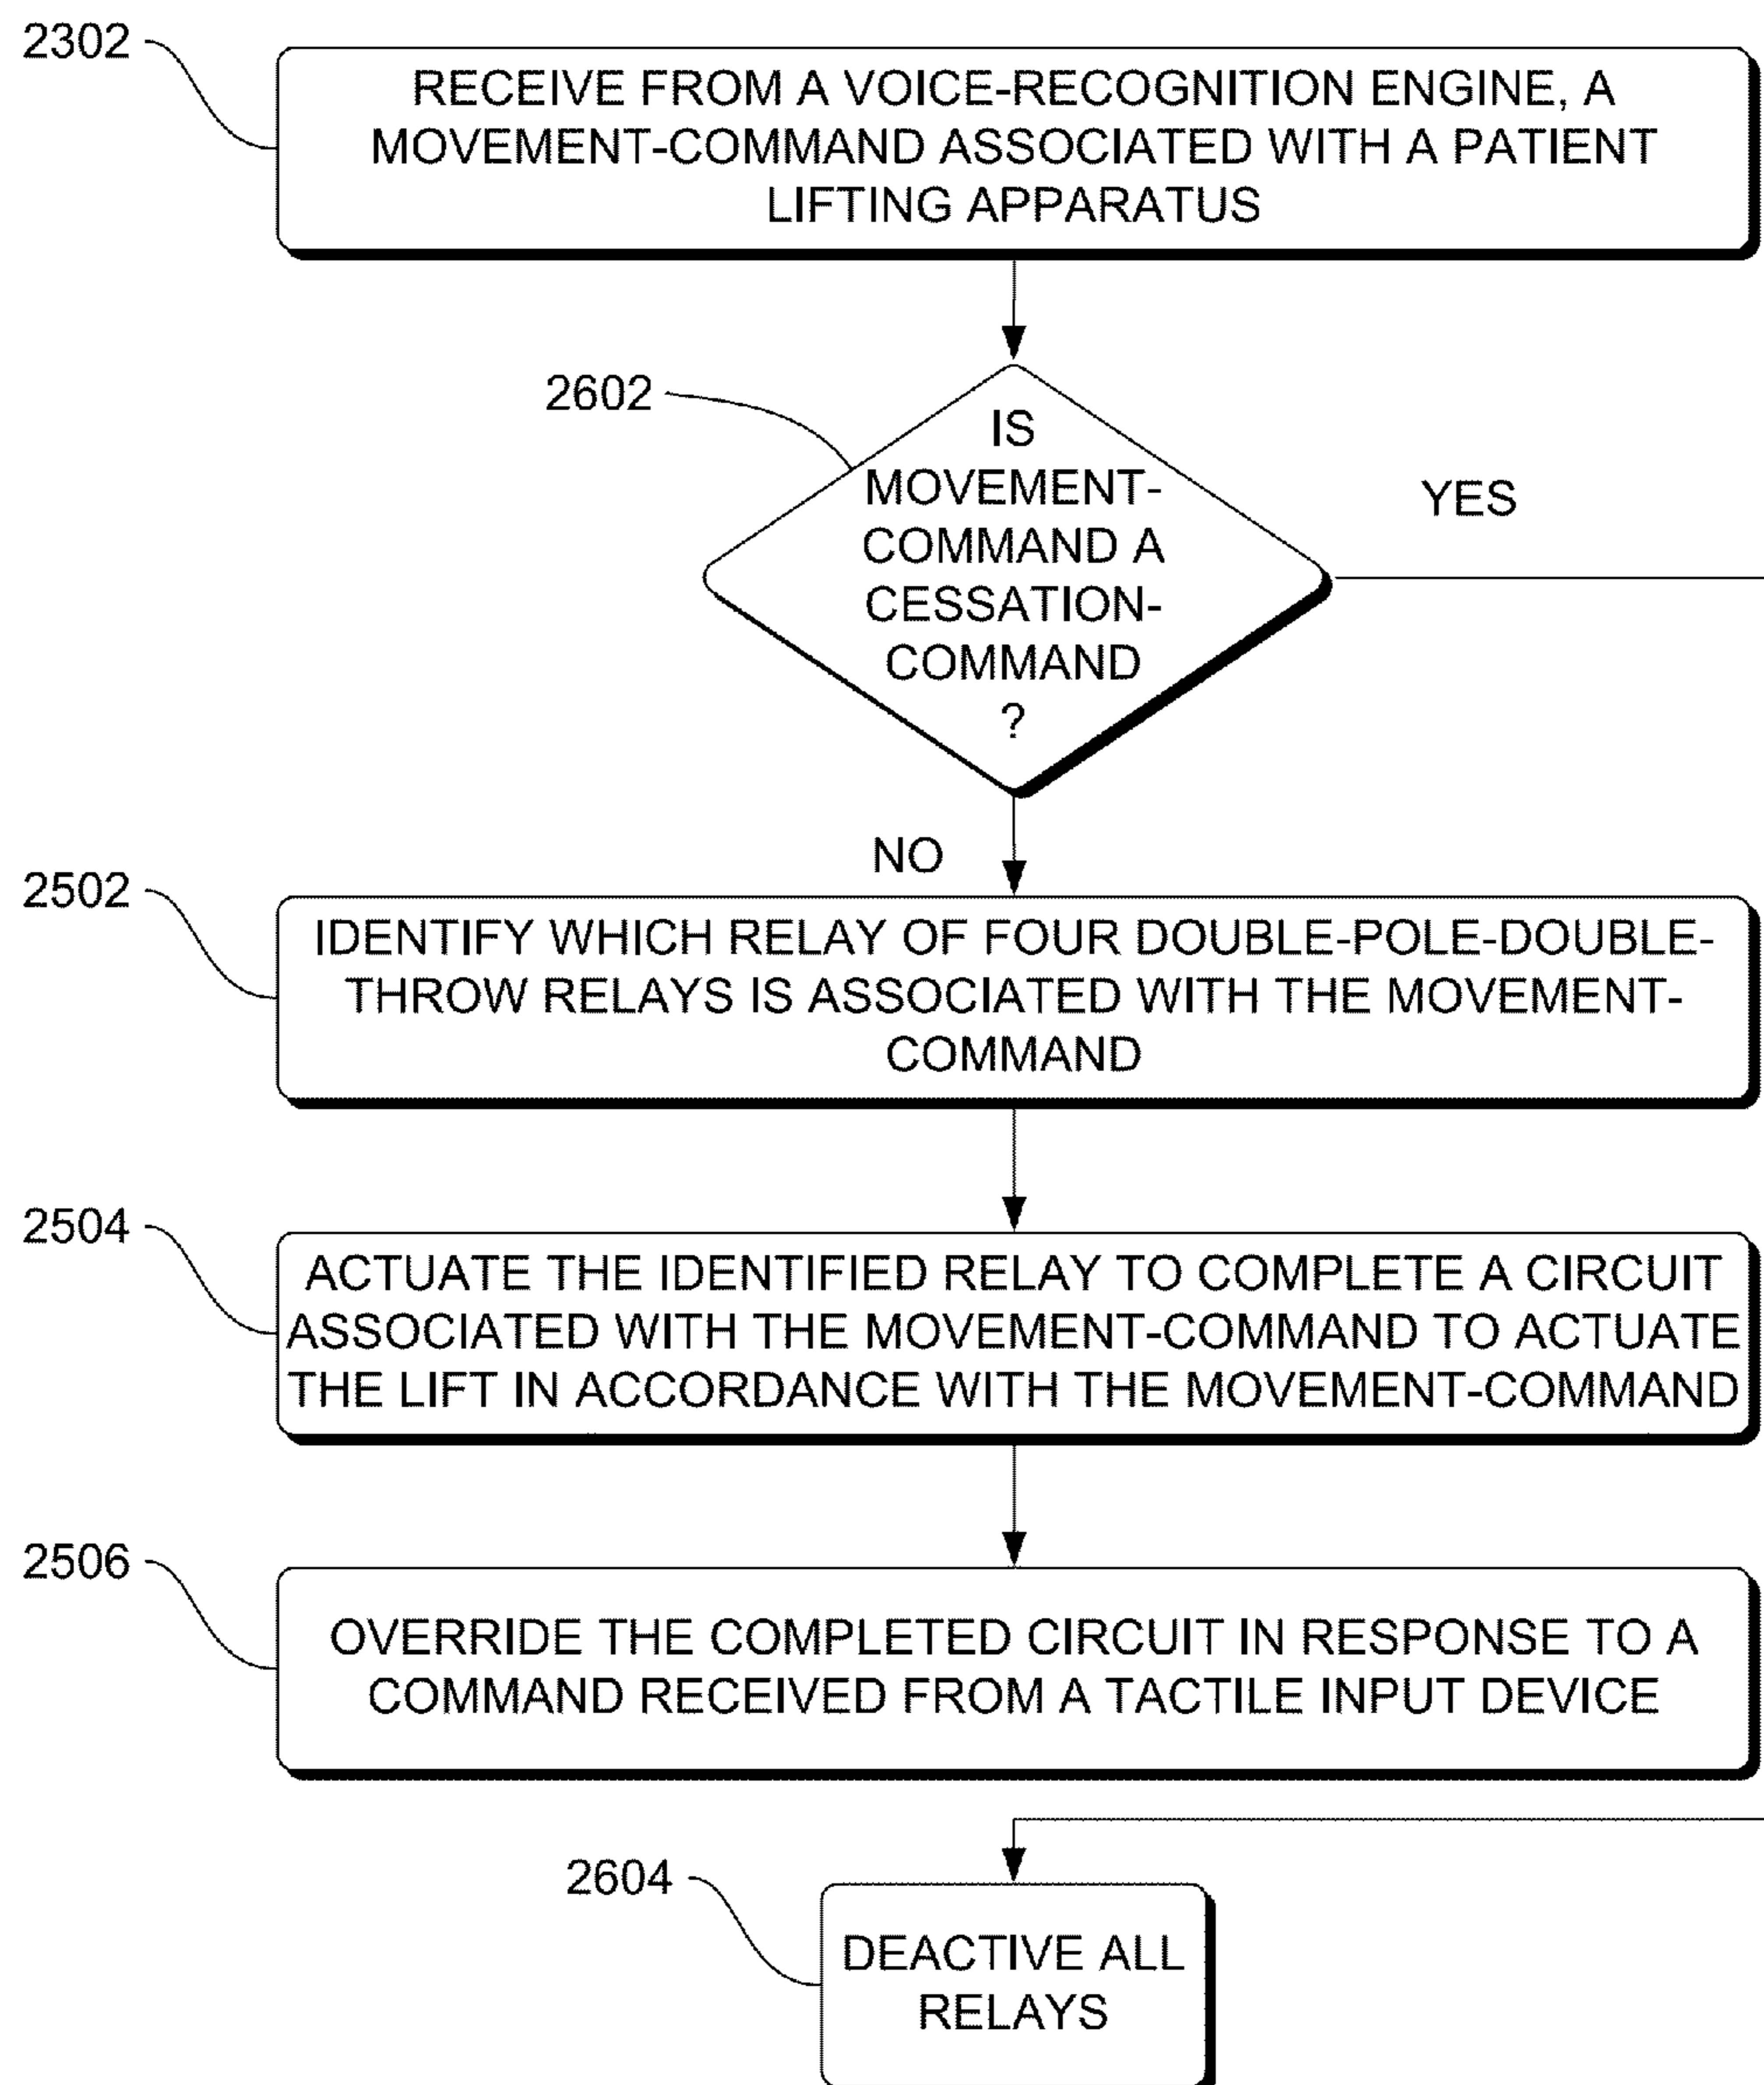 2302
RECEIVE FROM A VOICE-RECOGNITION ENGINE, A
MOVEMENT-COMMAND ASSOCIATED WITH A PATIENT
LIFTING APPARATUS
2602
IS
MOVEMENT-
COMMAND A
CESSATION-
COMMAND
?
YES
NO
2502
IDENTIFY WHICH RELAY OF FOUR DOUBLE-POLE-DOUBLE-
THROW RELAYS IS ASSOCIATED WITH THE MOVEMENT-
COMMAND
2504
ACTUATE THE IDENTIFIED RELAY TO COMPLETE A CIRCUIT
ASSOCIATED WITH THE MOVEMENT-COMMAND TO ACTUATE
THE LIFT IN ACCORDANCE WITH THE MOVEMENT-COMMAND
2506
OVERRIDE THE COMPLETED CIRCUIT IN RESPONSE TO A
COMMAND RECEIVED FROM A TACTILE INPUT DEVICE
2604
DEACTIVE ALL
RELAYS